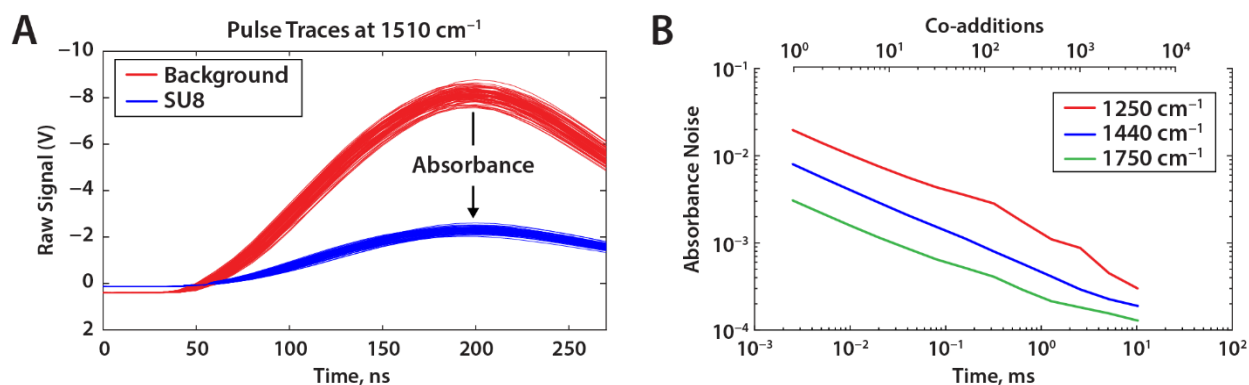 A
Pulse Traces at 1510 cm⁻¹
−10
−8
−6
−4
−2
0
2
Raw Signal (V)
Background
SU8
Absorbance
0
50
100
150
200
250
Time, ns
B
Co-additions
10⁰
10¹
10²
10³
10⁴
10⁻¹
10⁻²
10⁻³
10⁻⁴
Absorbance Noise
1250 cm⁻¹
1440 cm⁻¹
1750 cm⁻¹
10⁻³
10⁻²
10⁻¹
10⁰
10¹
10²
Time, ms